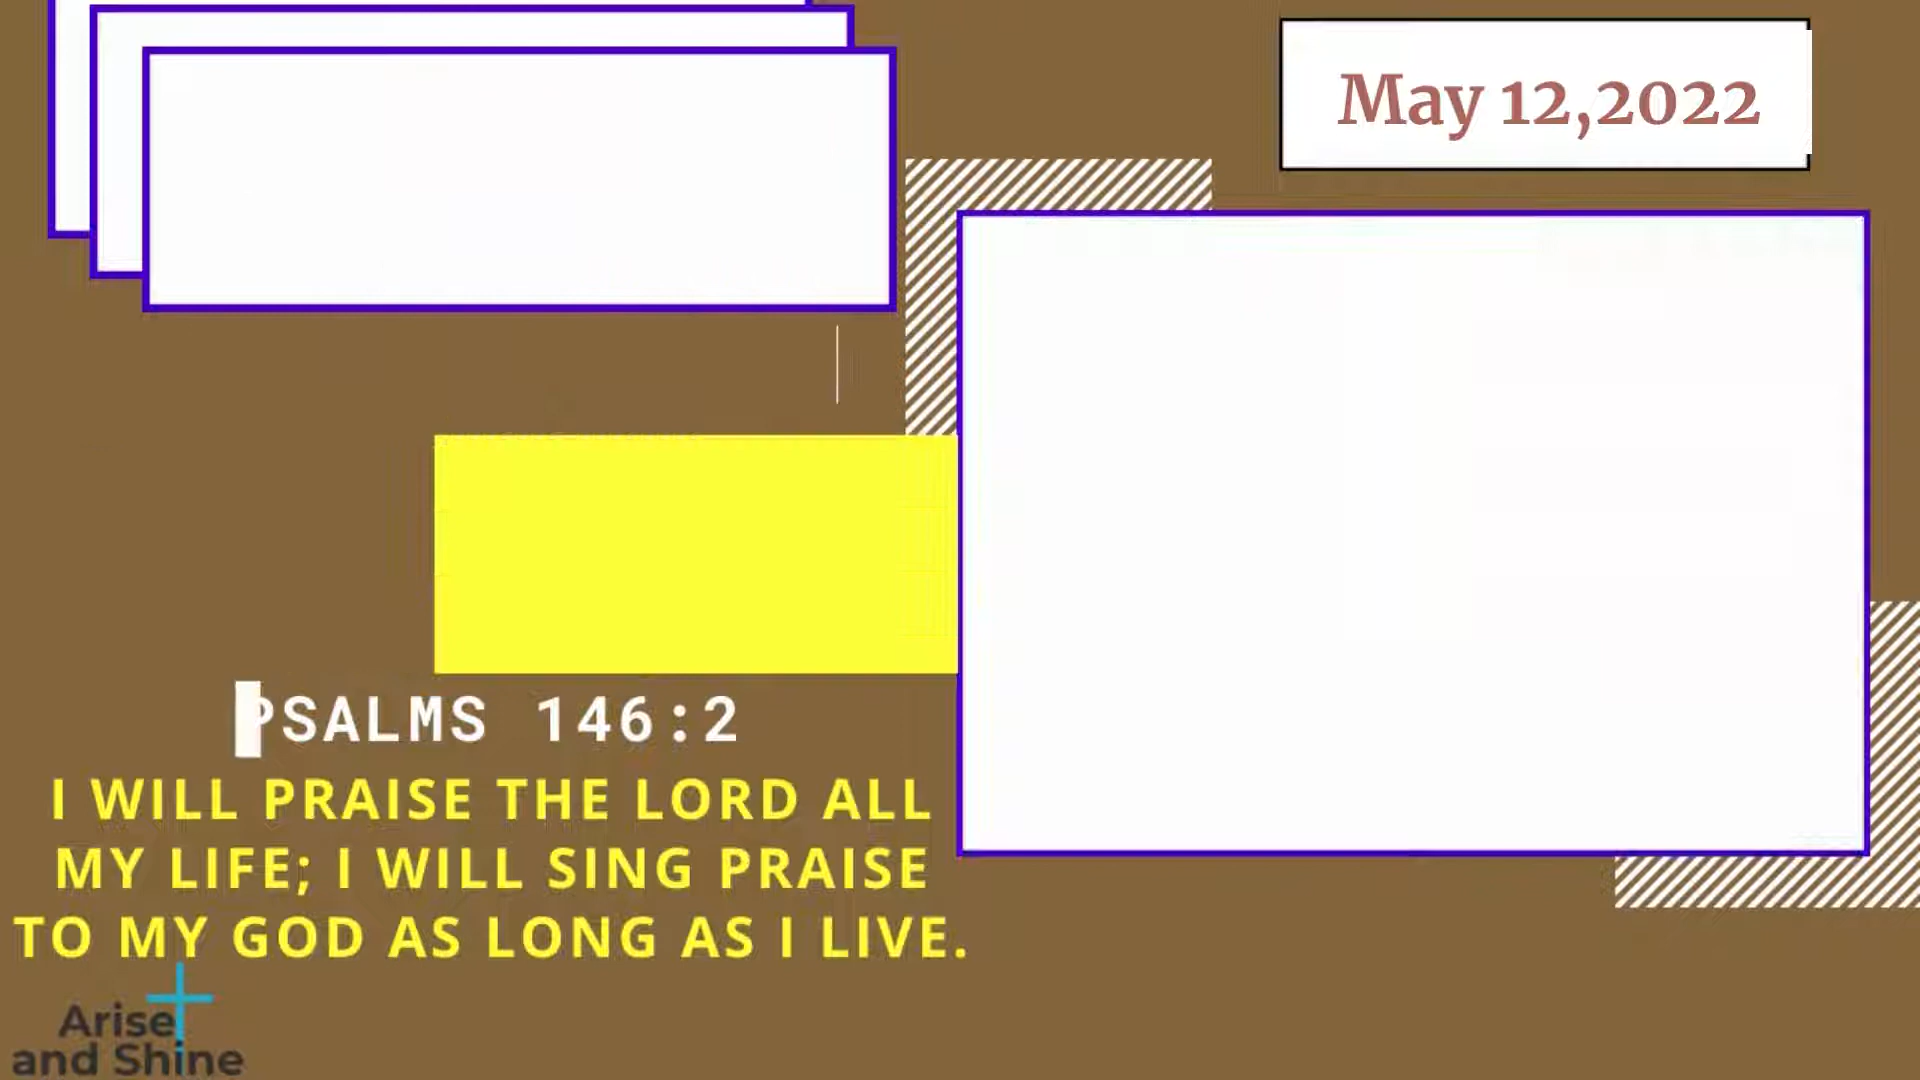 May 12,2022
PSALMS 146:2
I WILL PRAISE THE LORD ALL
MY LIFE; I WILL SING PRAISE
TO MY GOD AS LONG AS I LIVE.
Arise
and Shine